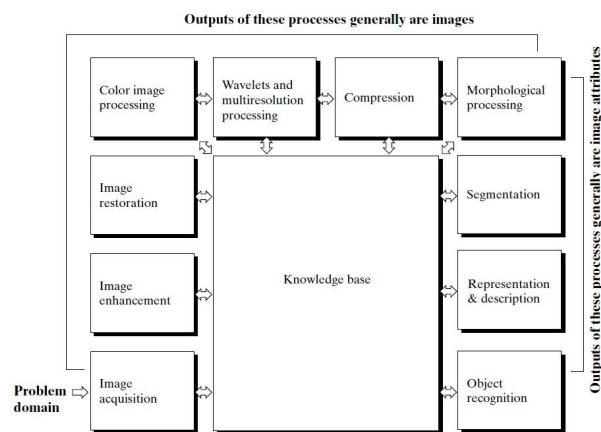 Outputs of these processes generally are images
Color image
processing
Wavelets and
multiresolution
processing
Compression
Morphological
processing
Image
restoration
Segmentation
Knowledge base
Image
enhancement
Representation
& description
Problem
domain
Image
acquisition
Object
recognition
Outputs of these processes generally are image attributes